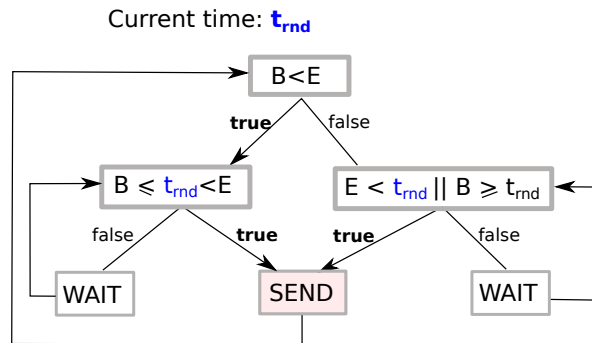 Current time: t_rnd
B<E
true false
B ⩽ t_rnd<E
E < t_rnd || B ⩾ t_rnd
false true true false
WAIT SEND WAIT